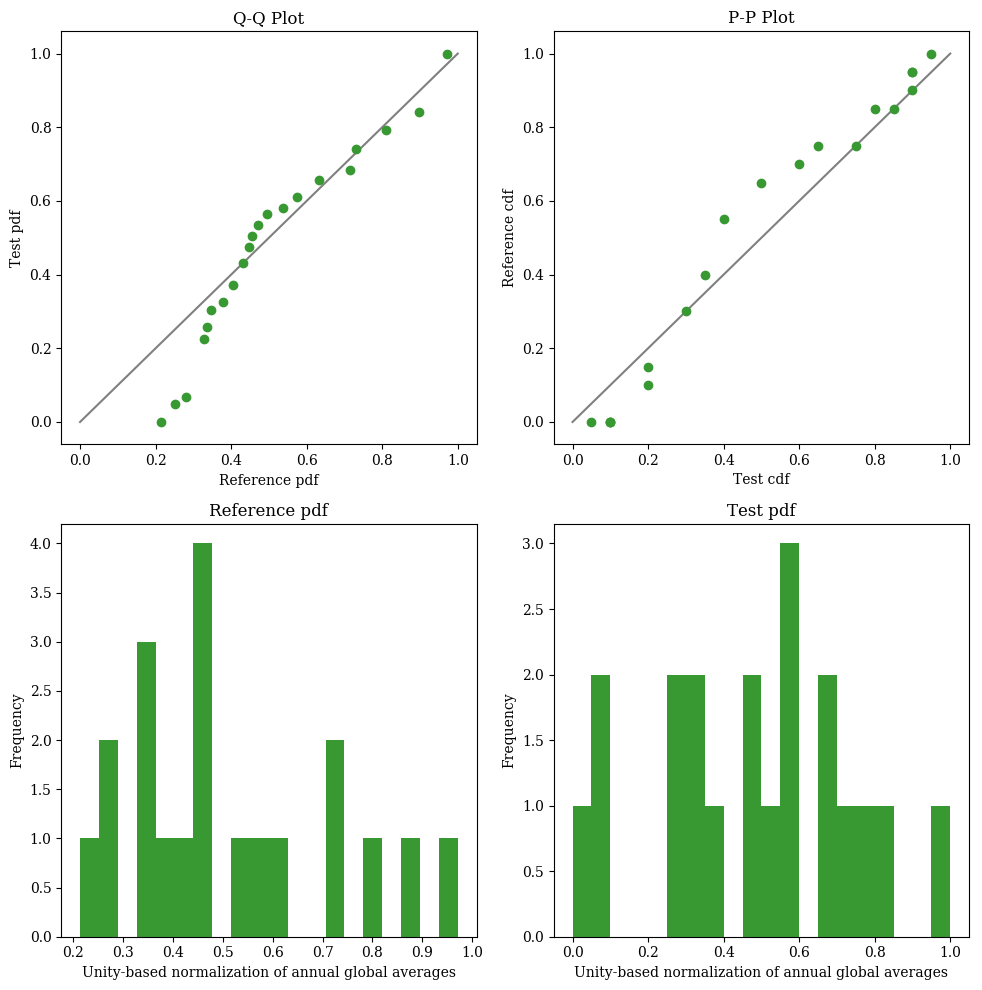 Q-Q Plot
P-P Plot
1.0
0.8
0.6
0.4
0.2
0.0
Test pdf
0.0 0.2 0.4 0.6 0.8 1.0
Reference pdf
1.0
0.8
0.6
0.4
0.2
0.0
Reference cdf
0.0 0.2 0.4 0.6 0.8 1.0
Test cdf
Reference pdf
4.0
3.5
3.0
2.5
2.0
1.5
1.0
0.5
0.0
Frequency
0.2 0.3 0.4 0.5 0.6 0.7 0.8 0.9 1.0
Unity-based normalization of annual global averages
Test pdf
3.0
2.5
2.0
1.5
1.0
0.5
0.0
Frequency
0.0 0.2 0.4 0.6 0.8 1.0
Unity-based normalization of annual global averages